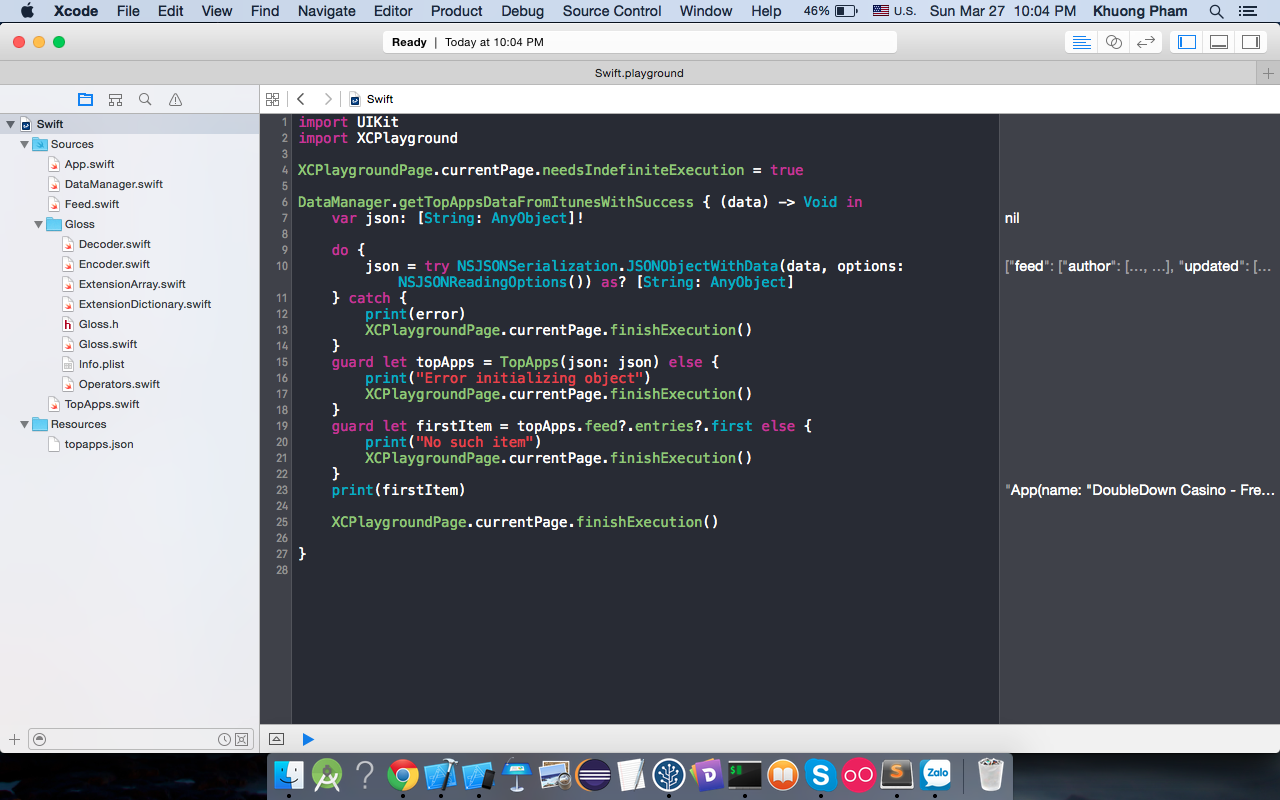 Xcode File Edit View Find Navigate Editor Product Debug Source Control Window Help 46% U.S. Sun Mar 27 10:04 PM Khuong Pham
Ready | Today at 10:04 PM
Swift.playground
Swift
Swift
Sources
App.swift
DataManager.swift
Feed.swift
Gloss
Decoder.swift
Encoder.swift
ExtensionArray.swift
ExtensionDictionary.swift
h Gloss.h
Gloss.swift
Info.plist
Operators.swift
TopApps.swift
Resources
topapps.json
1 import UIKit
2 import XCPlayground
3
4 XCPlaygroundPage.currentPage.needsIndefiniteExecution = true
5
6 DataManager.getTopAppsDataFromItunesWithSuccess { (data) -> Void in
7 var json: [String: AnyObject]! nil
8
9 do {
10 json = try NSJSONSerialization.JSONObjectWithData(data, options: ["feed": ["author": [..., ...], "updated": [...
NSJSONReadingOptions()) as? [String: AnyObject]
11 } catch {
12 print(error)
13 XCPlaygroundPage.currentPage.finishExecution()
14 }
15 guard let topApps = TopApps(json: json) else {
16 print("Error initializing object")
17 XCPlaygroundPage.currentPage.finishExecution()
18 }
19 guard let firstItem = topApps.feed?.entries?.first else {
20 print("No such item")
21 XCPlaygroundPage.currentPage.finishExecution()
22 }
23 print(firstItem) "App(name: "DoubleDown Casino - Fre...
24
25 XCPlaygroundPage.currentPage.finishExecution()
26
27 }
28
D $ S S Zalo